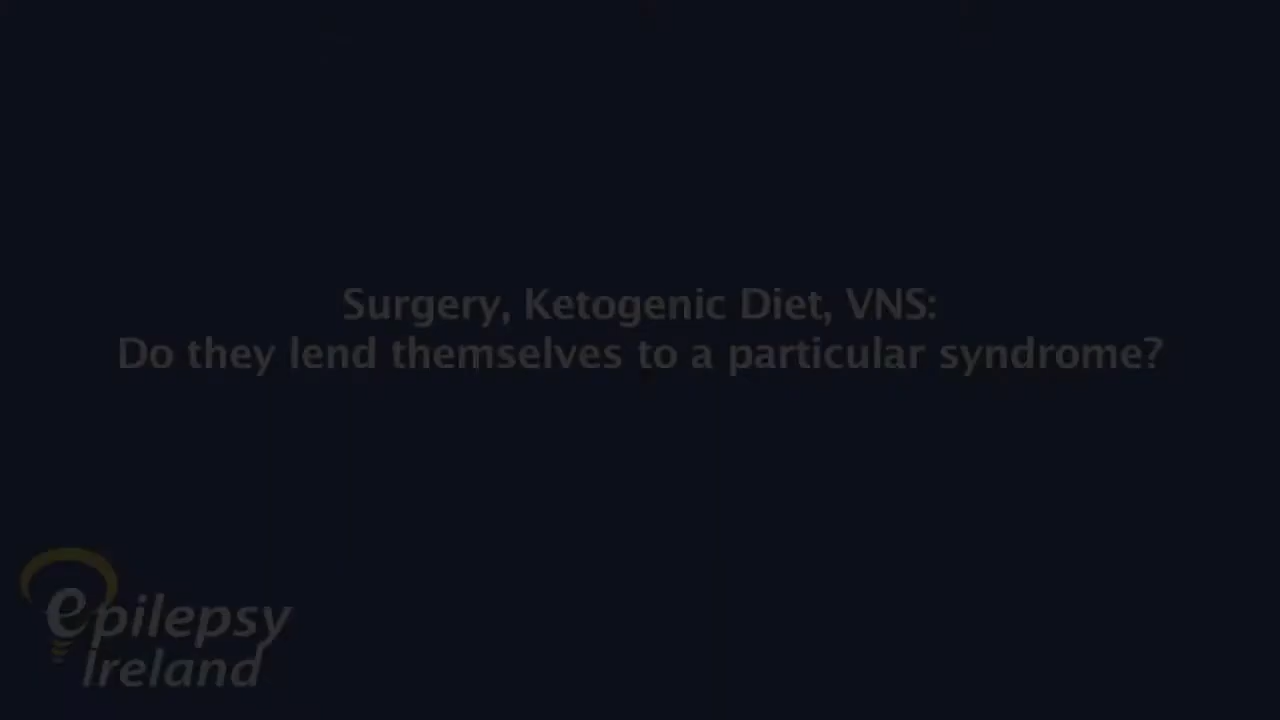 Surgery, Ketogenic Diet, VNS:
Do they lend themselves to a particular syndrome?
epilepsy
Ireland